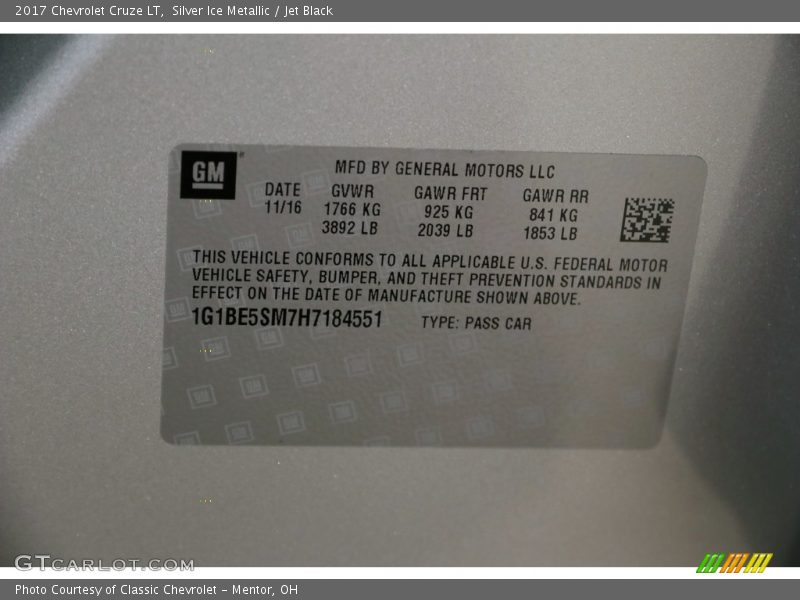 2017 Chevrolet Cruze LT, Silver Ice Metallic / Jet Black
GM
MFD BY GENERAL MOTORS LLC
DATE GVWR GAWR FRT GAWR RR
11/16 1766 KG 925 KG 841 KG
3892 LB 2039 LB 1853 LB
THIS VEHICLE CONFORMS TO ALL APPLICABLE U.S. FEDERAL MOTOR
VEHICLE SAFETY, BUMPER, AND THEFT PREVENTION STANDARDS IN
EFFECT ON THE DATE OF MANUFACTURE SHOWN ABOVE.
1G1BE5SM7H7184551 TYPE: PASS CAR
GTCARLOT.COM
Photo Courtesy of Classic Chevrolet - Mentor, OH